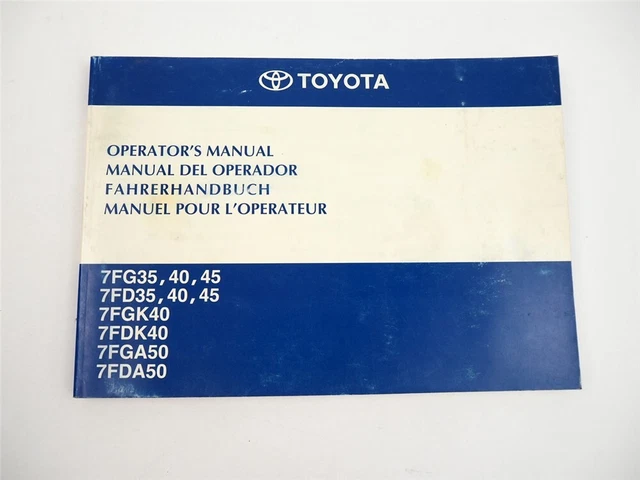 TOYOTA
OPERATOR'S MANUAL
MANUAL DEL OPERADOR
FAHRERHANDBUCH
MANUEL POUR L'OPERATEUR
7FG35, 40, 45
7FD35, 40, 45
7FGK40
7FDK40
7FGA50
7FDA50